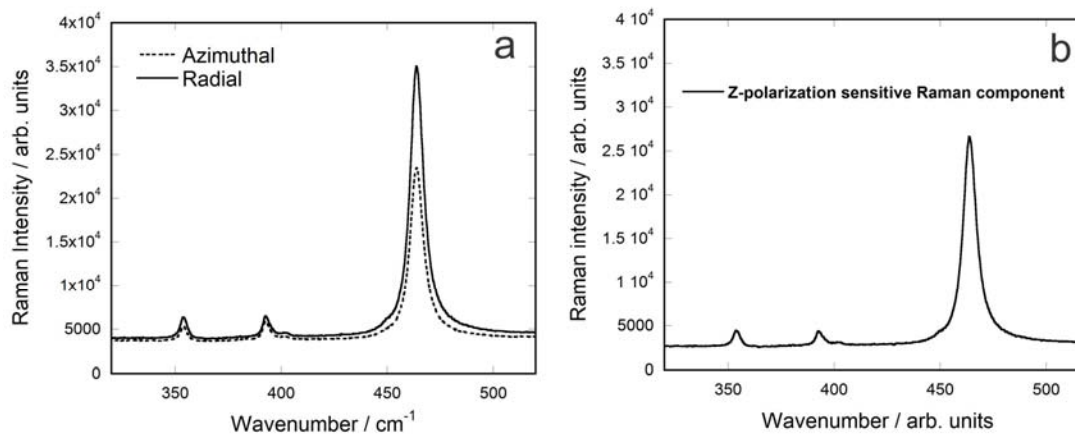 a
Azimuthal
Radial
4x10⁴
3.5x10⁴
3x10⁴
2.5x10⁴
2x10⁴
1.5x10⁴
1x10⁴
5000
0
Raman Intensity / arb. units
350
400
450
500
Wavenumber / cm⁻¹
b
Z-polarization sensitive Raman component
4 10⁴
3.5 10⁴
3 10⁴
2.5 10⁴
2 10⁴
1.5 10⁴
1 10⁴
5000
0
Raman intensity / arb. units
350
400
450
500
Wavenumber / arb. units